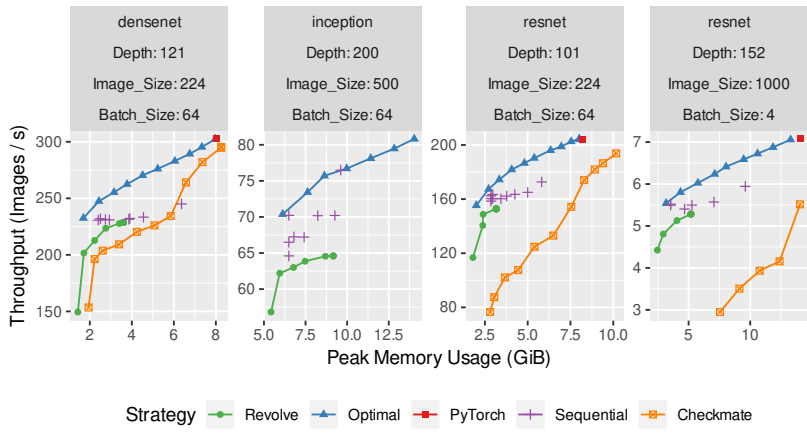 densenet
Depth: 121
Image_Size: 224
Batch_Size: 64
inception
Depth: 200
Image_Size: 500
Batch_Size: 64
resnet
Depth: 101
Image_Size: 224
Batch_Size: 64
resnet
Depth: 152
Image_Size: 1000
Batch_Size: 4
Throughput (Images / s)
300
250
200
150
2 4 6 8
80
75
70
65
60
5.0 7.5 10.0 12.5
200
160
120
80
2.5 5.0 7.5 10.0
7
6
5
4
3
5 10
Peak Memory Usage (GiB)
Strategy Revolve Optimal PyTorch Sequential Checkmate